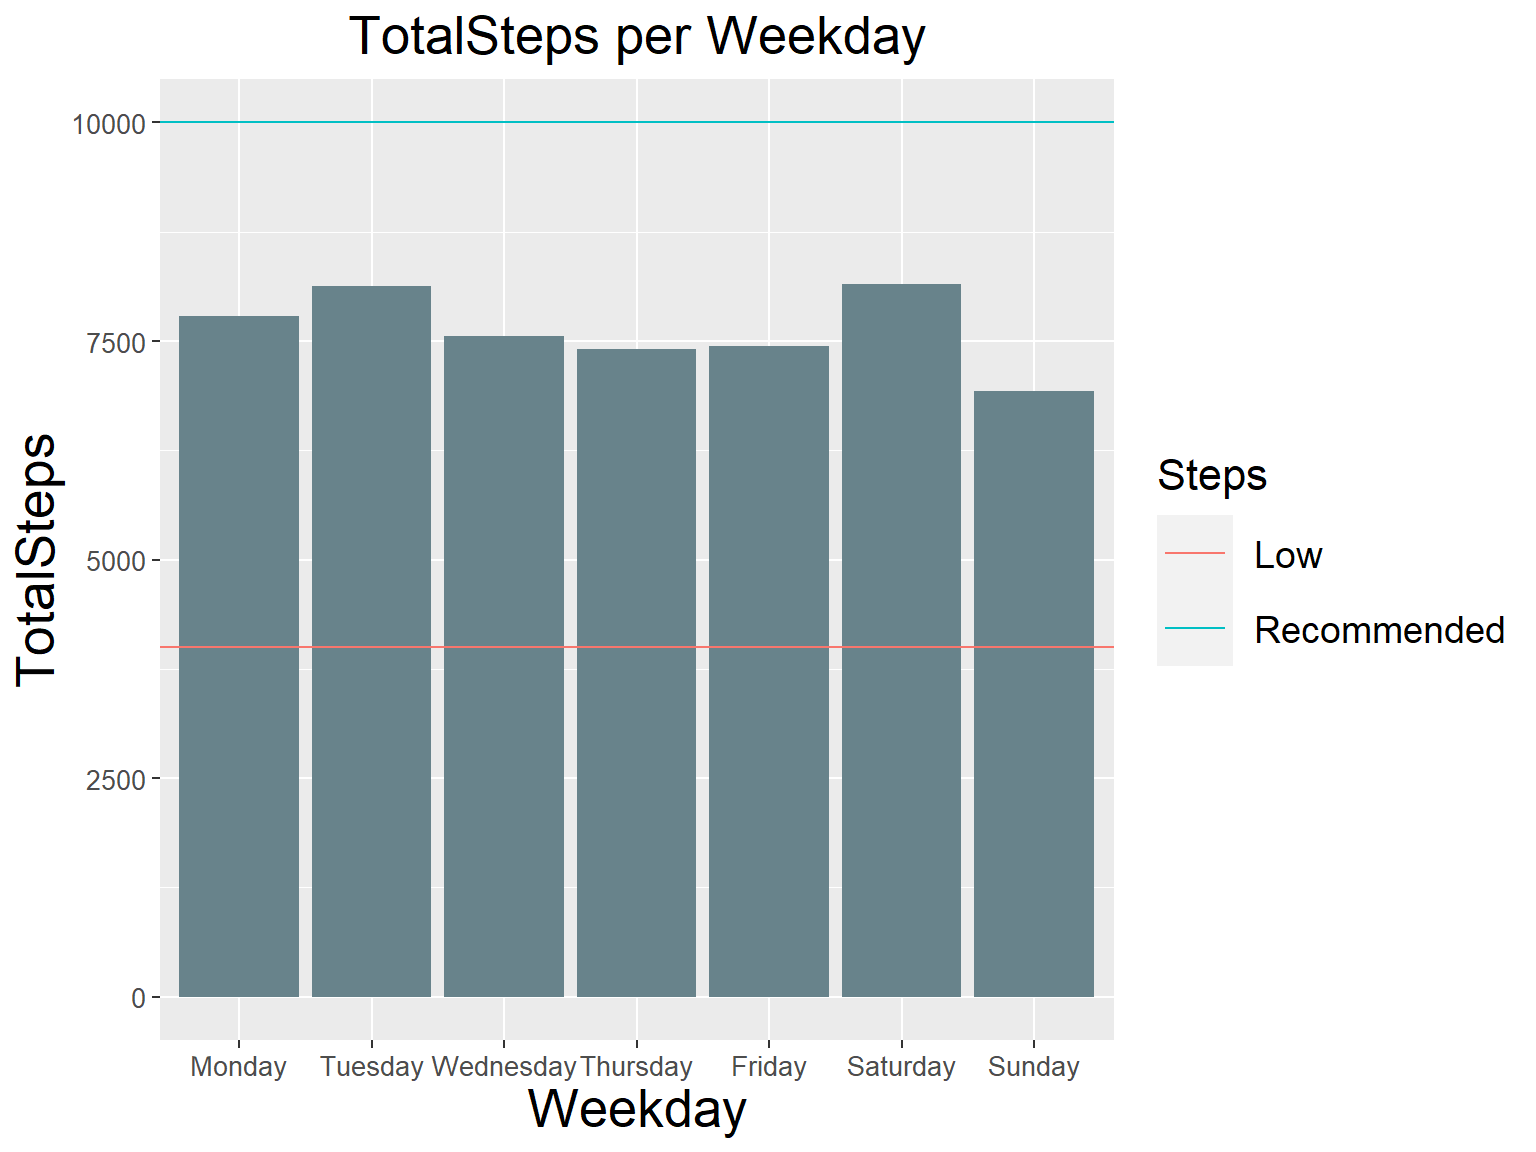 TotalSteps per Weekday
10000
7500
5000
2500
0
TotalSteps
Monday Tuesday Wednesday Thursday Friday Saturday Sunday
Weekday
Steps
Low
Recommended